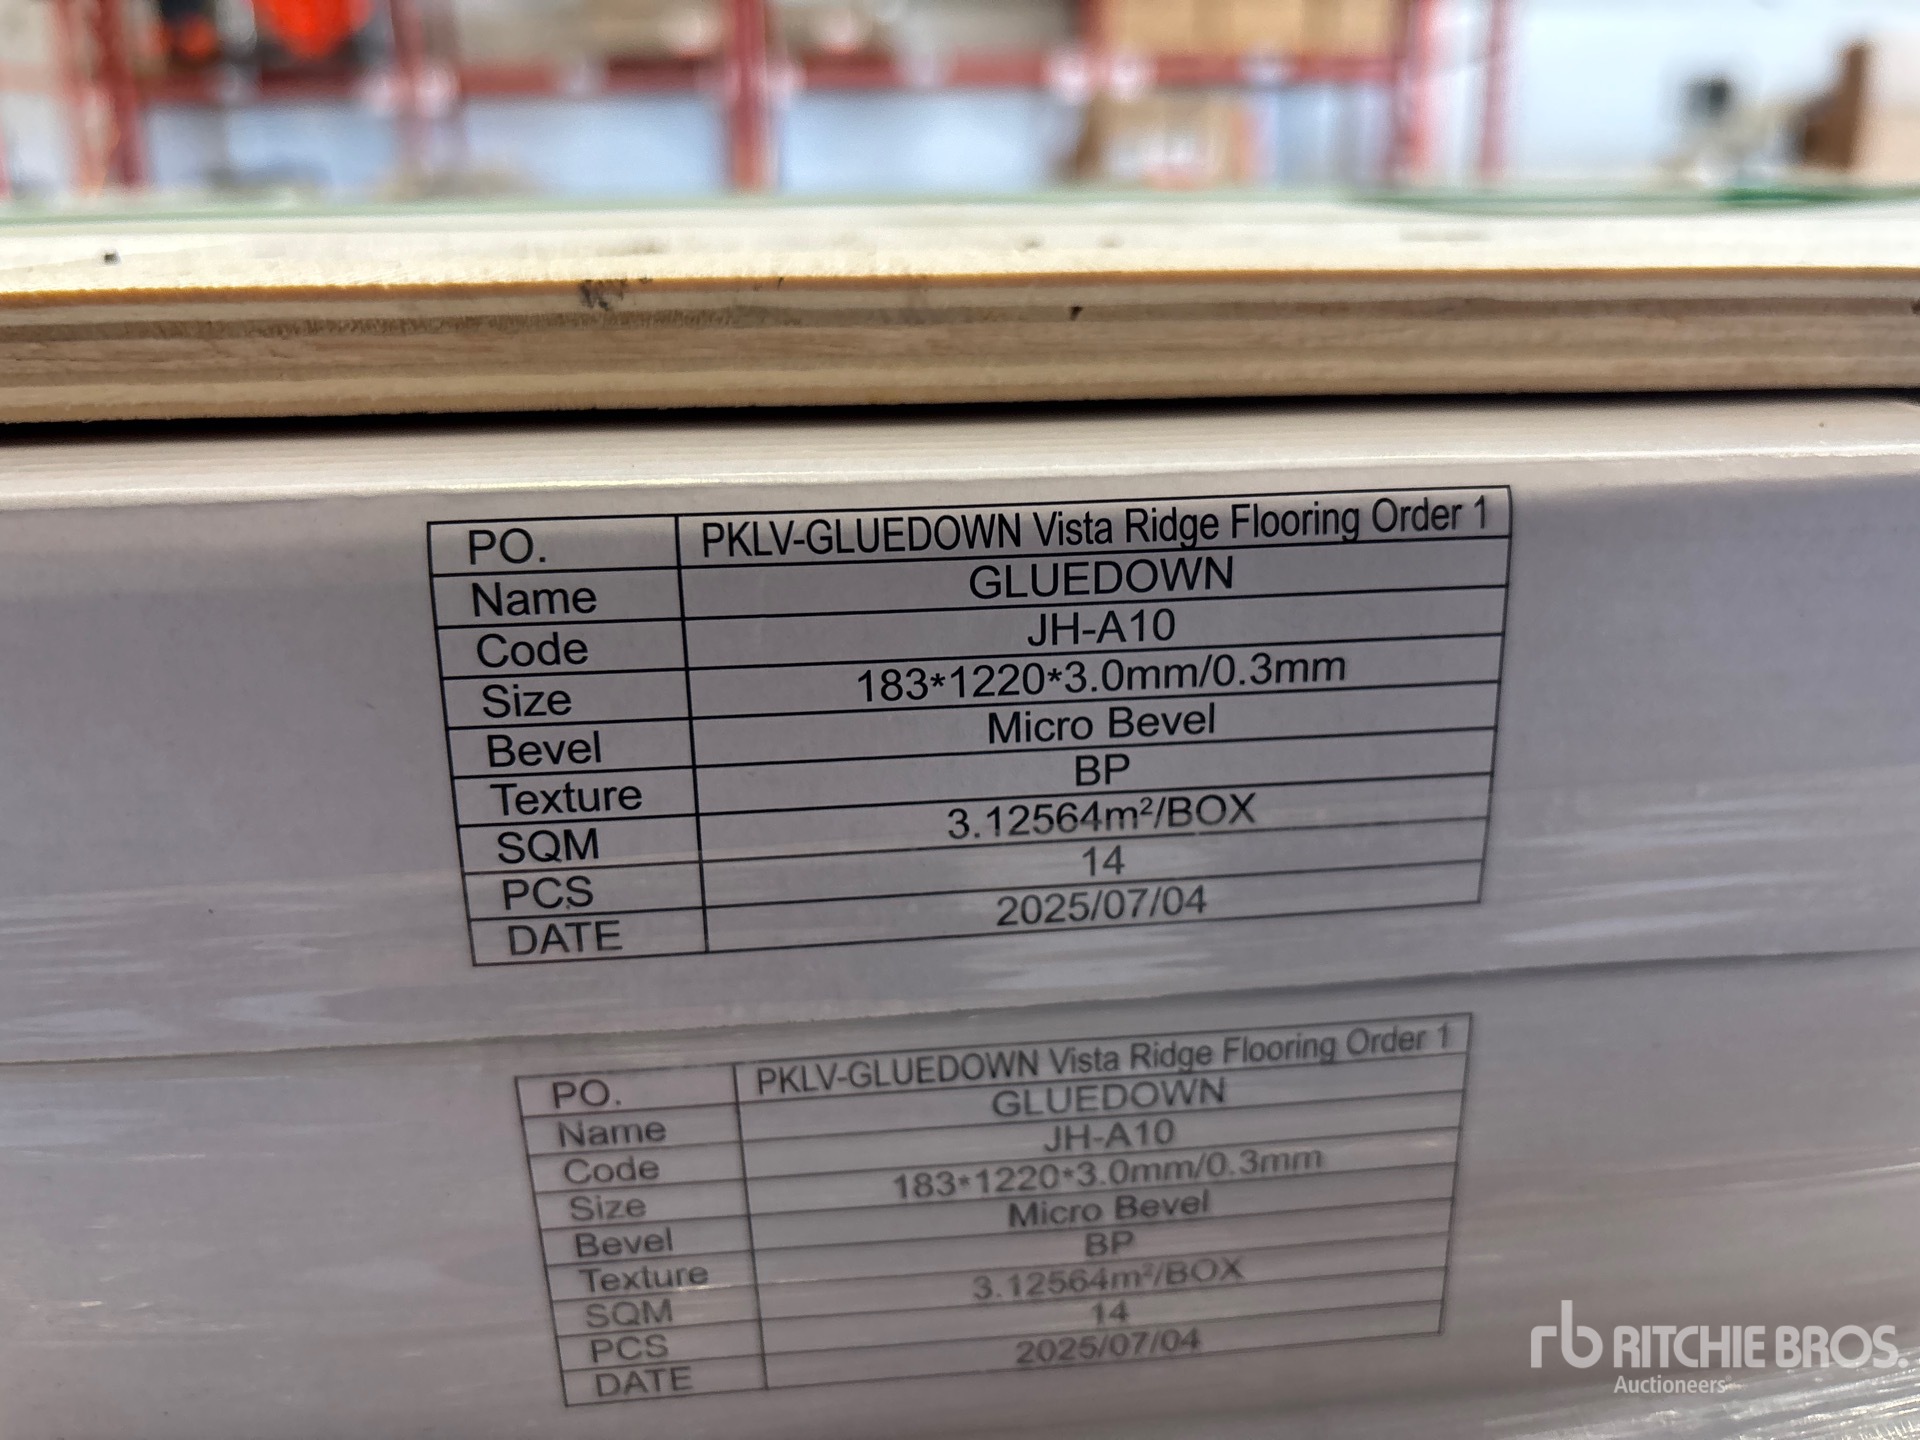 PO. PKLV-GLUEDOWN Vista Ridge Flooring Order 1
Name GLUEDOWN
Code JH-A10
Size 183*1220*3.0mm/0.3mm
Bevel Micro Bevel
Texture BP
SQM 3.12564m²/BOX
PCS 14
DATE 2025/07/04
PO. PKLV-GLUEDOWN Vista Ridge Flooring Order 1
Name GLUEDOWN
Code JH-A10
Size 183*1220*3.0mm/0.3mm
Bevel Micro Bevel
Texture BP
SQM 3.12564m²/BOX
PCS 14
DATE 2025/07/04
rb RITCHIE BROS.
Auctioneers